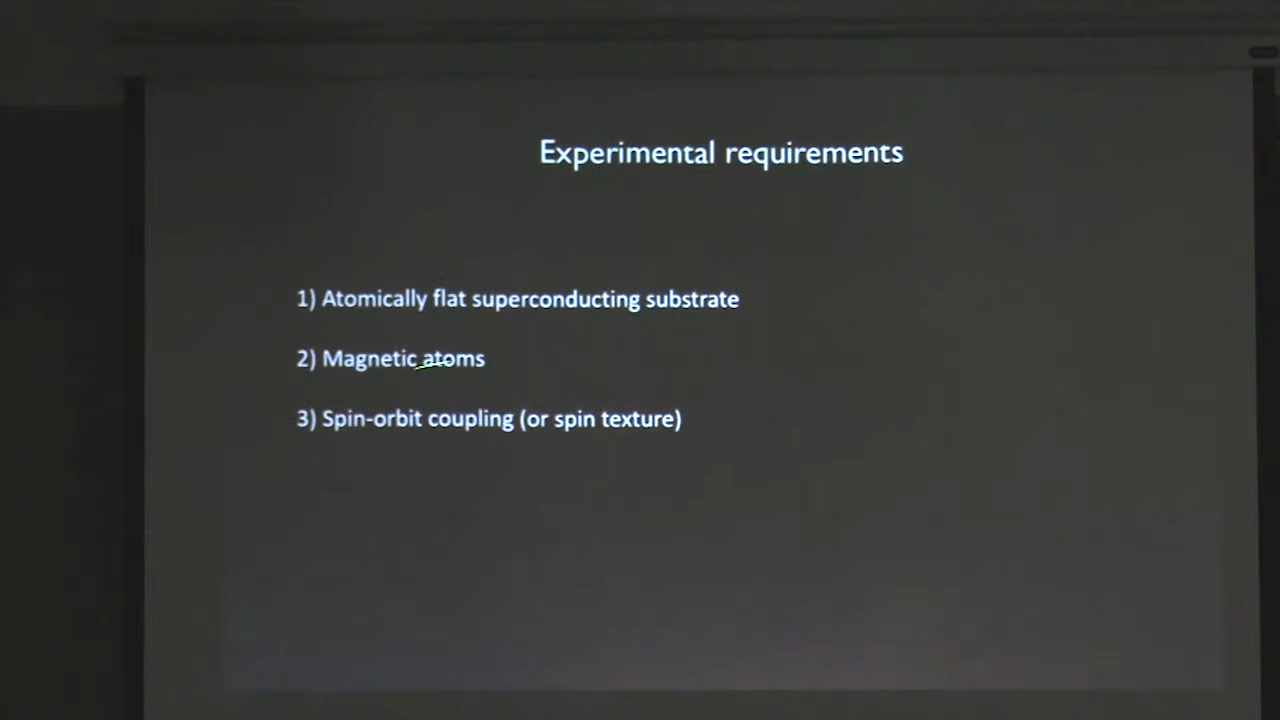 Experimental requirements
1) Atomically flat superconducting substrate
2) Magnetic atoms
3) Spin-orbit coupling (or spin texture)